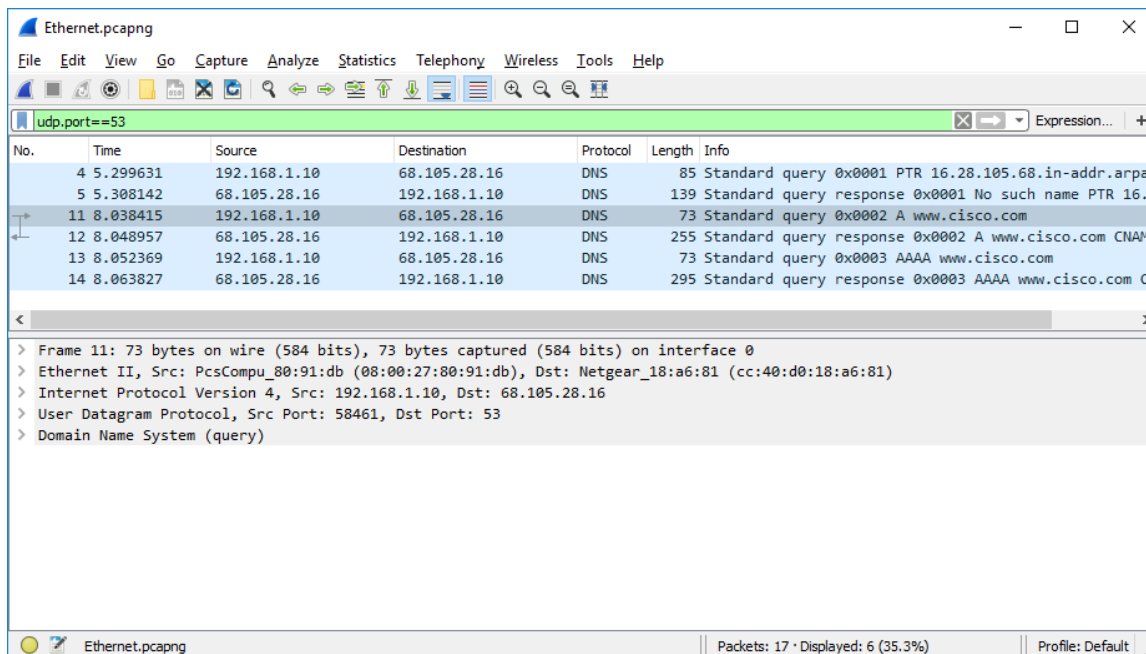 Ethernet.pcapng
File Edit View Go Capture Analyze Statistics Telephony Wireless Tools Help
udp.port==53 Expression... +
No. Time Source Destination Protocol Length Info
4 5.299631 192.168.1.10 68.105.28.16 DNS 85 Standard query 0x0001 PTR 16.28.105.68.in-addr.arpa
5 5.308142 68.105.28.16 192.168.1.10 DNS 139 Standard query response 0x0001 No such name PTR 16.
11 8.038415 192.168.1.10 68.105.28.16 DNS 73 Standard query 0x0002 A www.cisco.com
12 8.048957 68.105.28.16 192.168.1.10 DNS 255 Standard query response 0x0002 A www.cisco.com CNAM
13 8.052369 192.168.1.10 68.105.28.16 DNS 73 Standard query 0x0003 AAAA www.cisco.com
14 8.063827 68.105.28.16 192.168.1.10 DNS 295 Standard query response 0x0003 AAAA www.cisco.com C
> Frame 11: 73 bytes on wire (584 bits), 73 bytes captured (584 bits) on interface 0
> Ethernet II, Src: PcsCompu_80:91:db (08:00:27:80:91:db), Dst: Netgear_18:a6:81 (cc:40:d0:18:a6:81)
> Internet Protocol Version 4, Src: 192.168.1.10, Dst: 68.105.28.16
> User Datagram Protocol, Src Port: 58461, Dst Port: 53
> Domain Name System (query)
Ethernet.pcapng Packets: 17 · Displayed: 6 (35.3%) Profile: Default